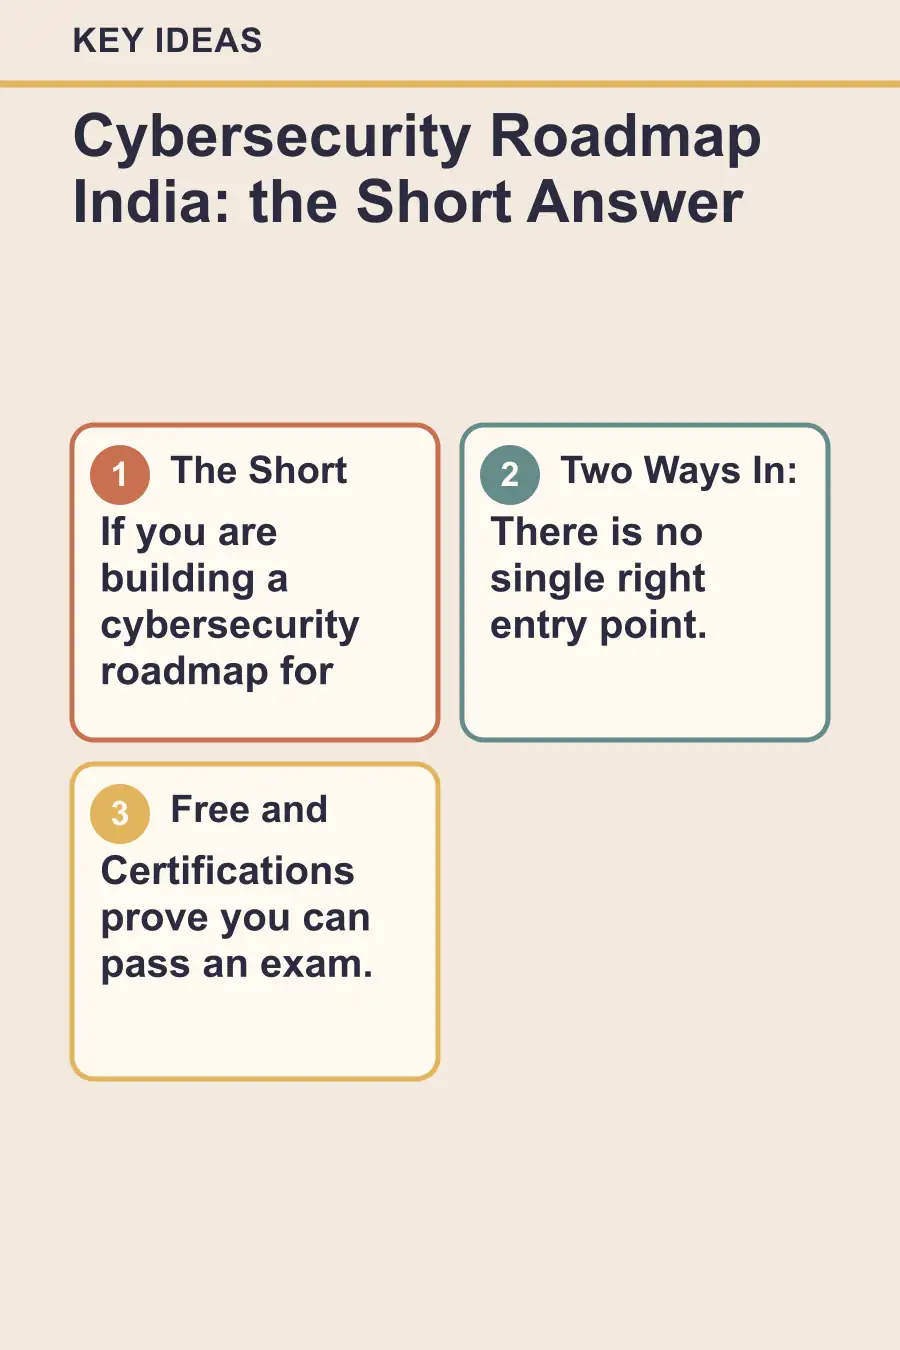 KEY IDEAS
Cybersecurity Roadmap
India: the Short Answer
1 The Short
If you are
building a
cybersecurity
roadmap for
2 Two Ways In:
There is no
single right
entry point.
3 Free and
Certifications
prove you can
pass an exam.